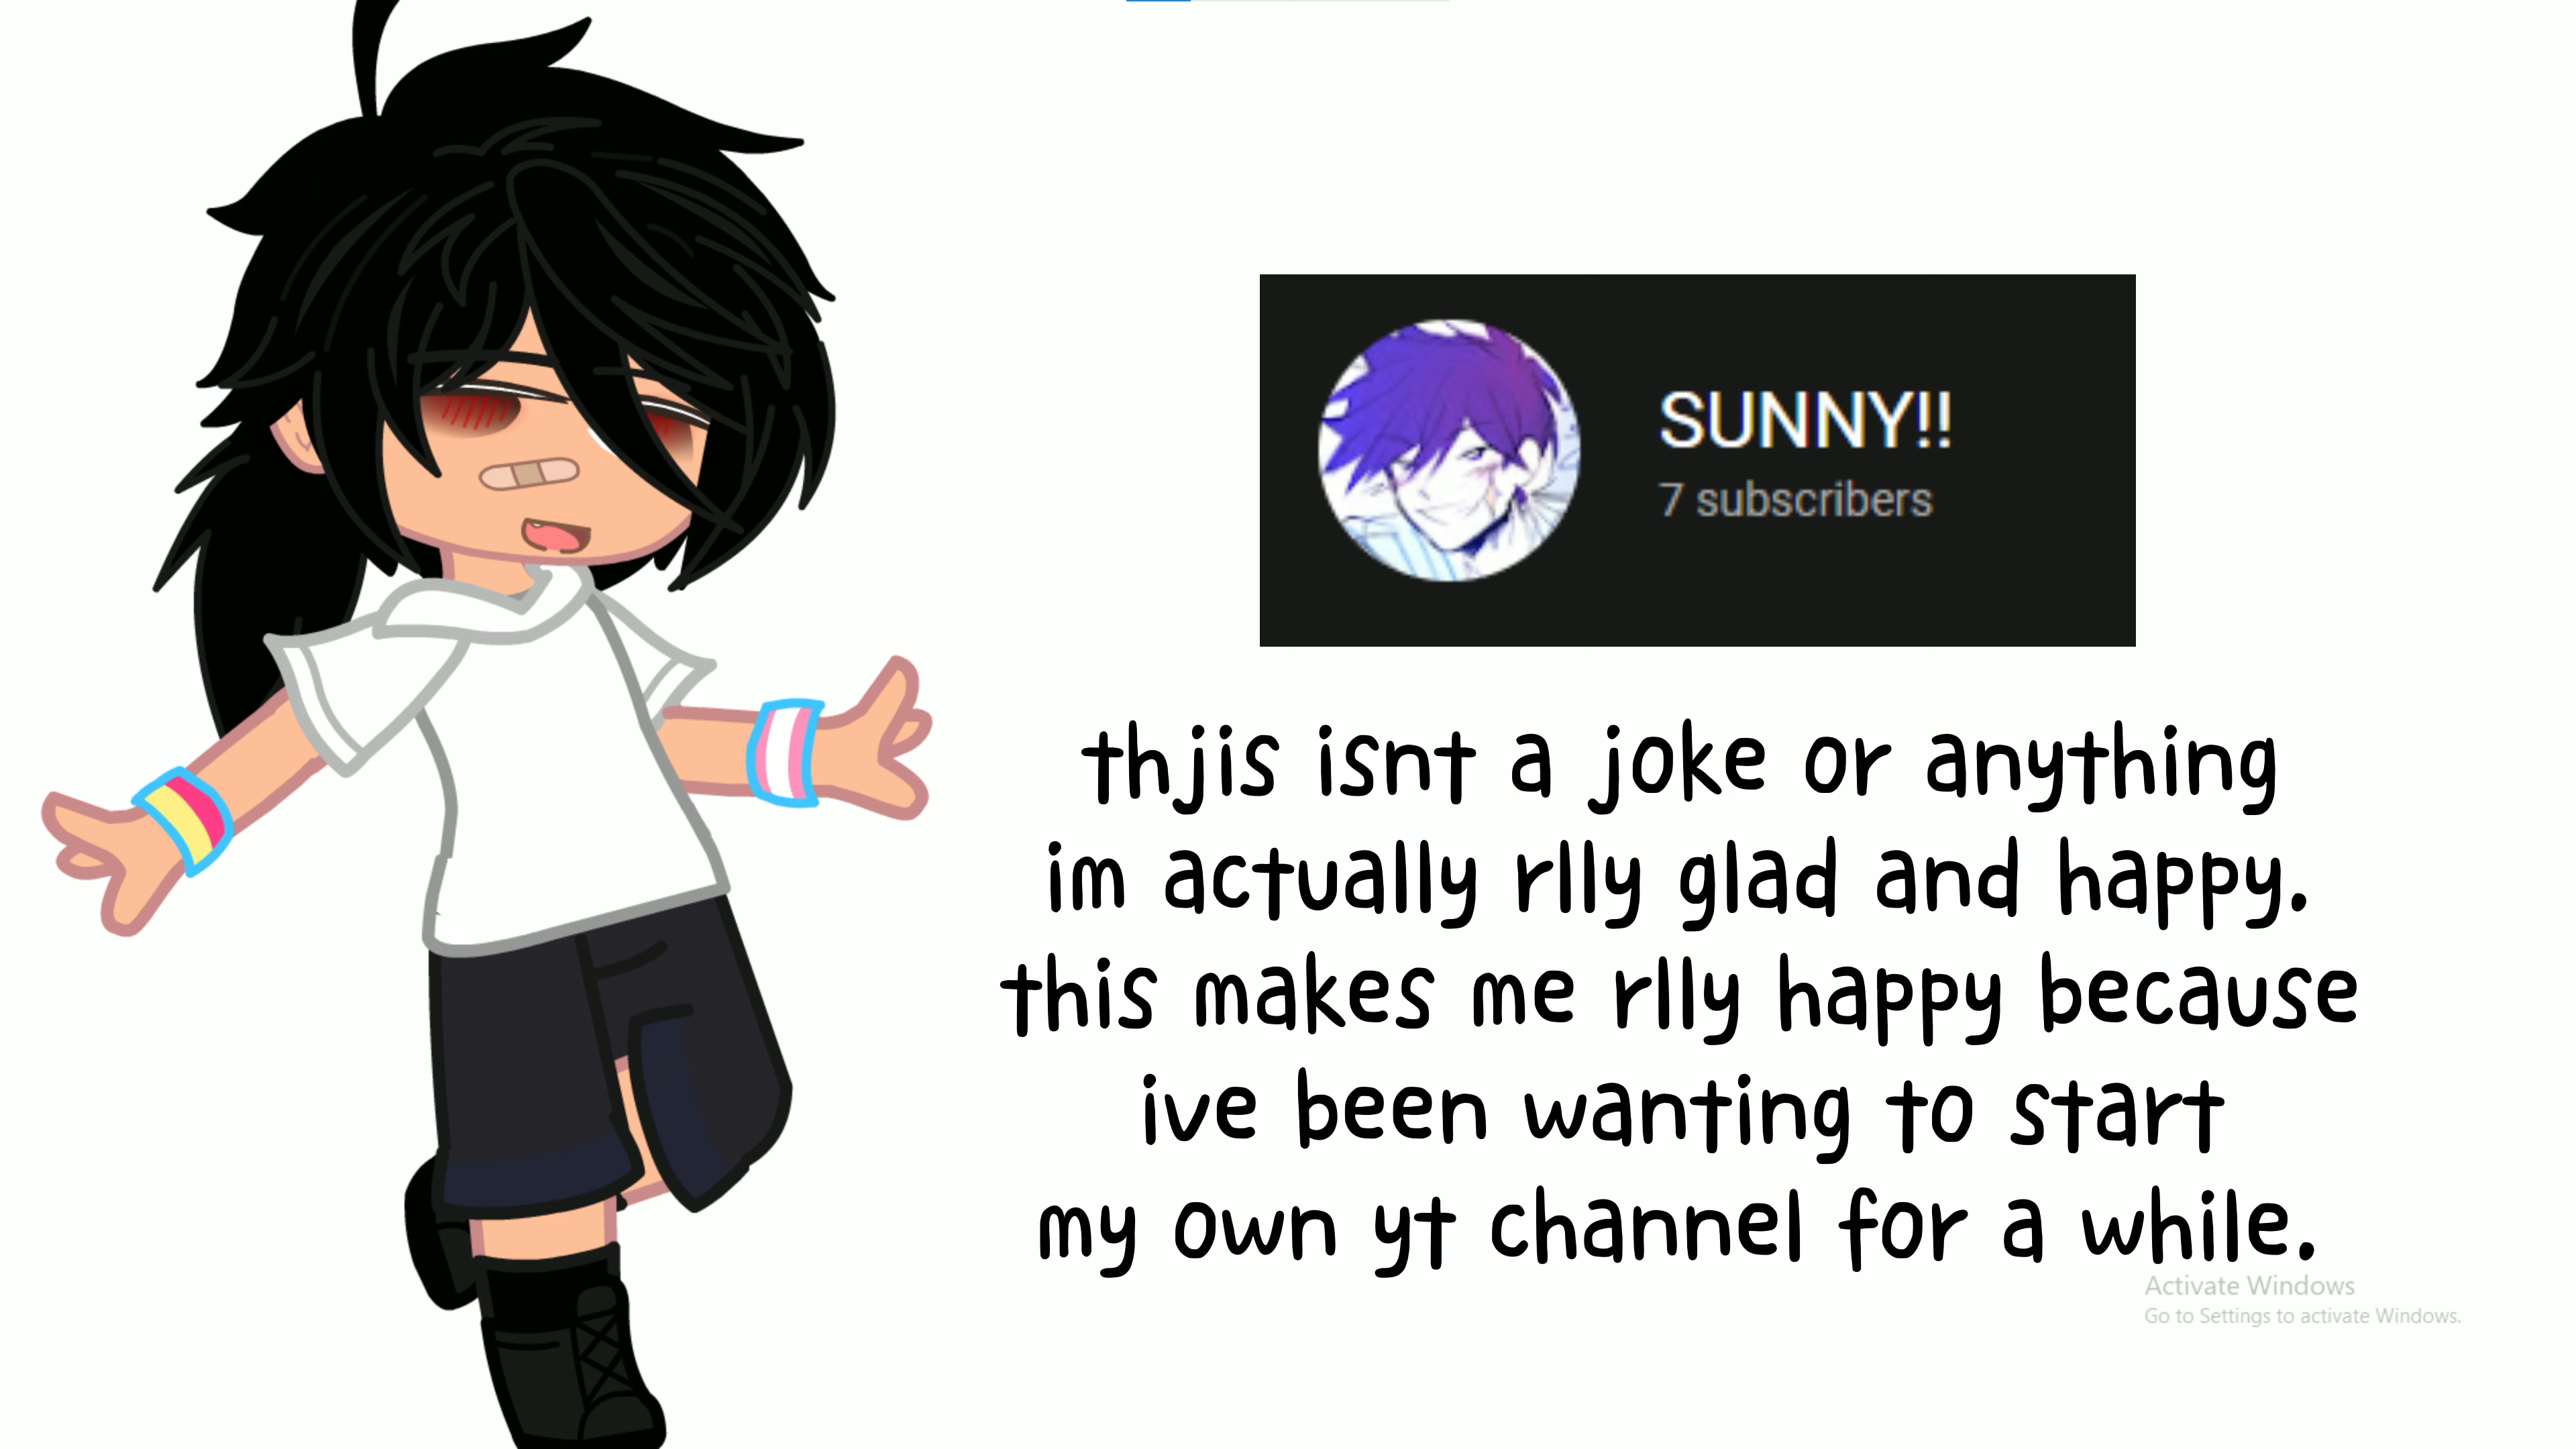 SUNNY!!
7 subscribers
thjis isnt a joke or anything
im actually rlly glad and happy.
this makes me rlly happy because
ive been wanting to start
my own yt channel for a while.
Activate Windows
Go to Settings to activate Windows.